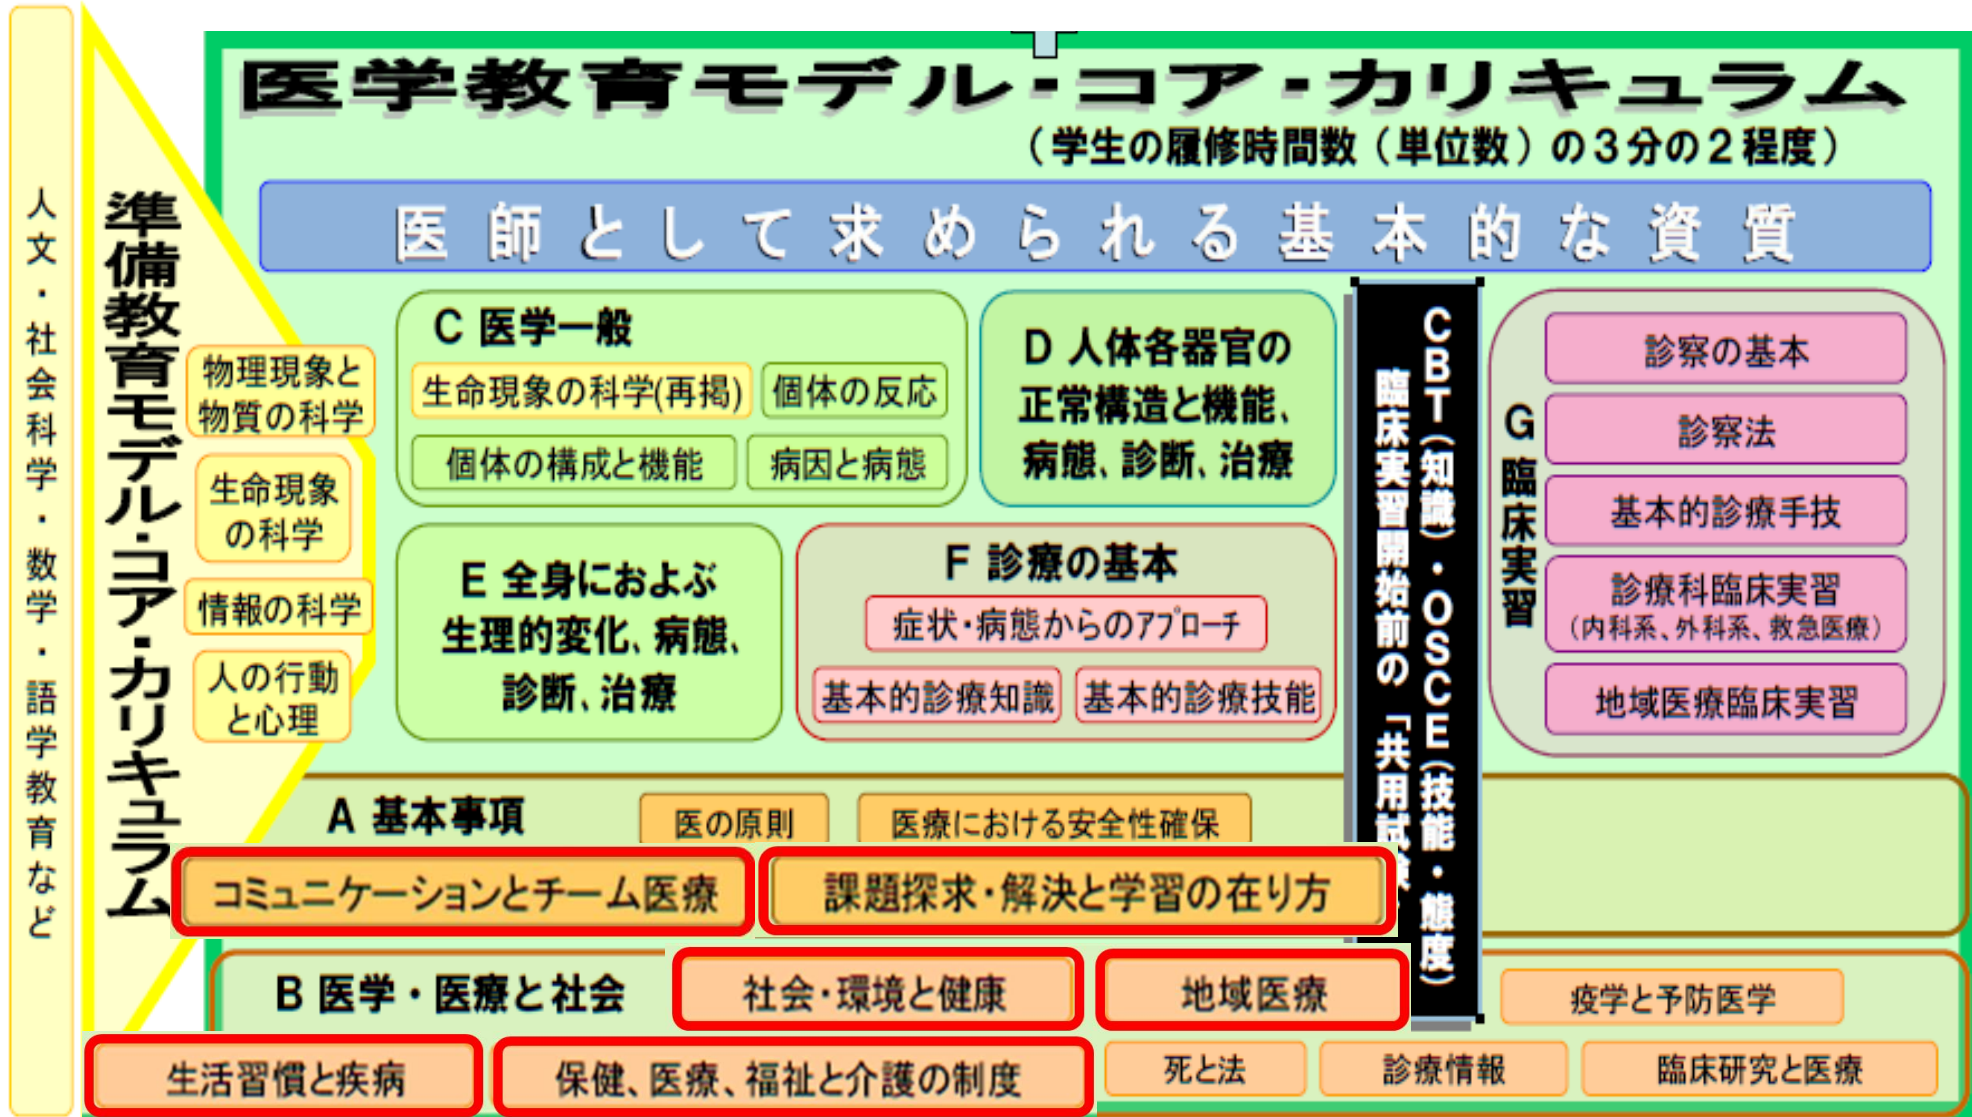 人文・社会科学・数学・語学教育など
準備教育モデル・コア・カリキュラム
物理現象と
物質の科学
生命現象
の科学
情報の科学
人の行動
と心理
医学教育モデル・コア・カリキュラム
（学生の履修時間数（単位数）の３分の２程度）
医師として求められる基本的な資質
C 医学一般
生命現象の科学(再掲)
個体の反応
個体の構成と機能
病因と病態
D 人体各器官の
正常構造と機能、
病態、診断、治療
E 全身におよぶ
生理的変化、病態、
診断、治療
F 診療の基本
症状・病態からのアプローチ
基本的診療知識
基本的診療技能
CBT（知識）・OSCE（技能・態度）
臨床実習開始前の「共用試験
G 臨床実習
診察の基本
診察法
基本的診療手技
診療科臨床実習
（内科系、外科系、救急医療）
地域医療臨床実習
A 基本事項
医の原則
医療における安全性確保
コミュニケーションとチーム医療
課題探求・解決と学習の在り方
B 医学・医療と社会
社会・環境と健康
地域医療
疫学と予防医学
生活習慣と疾病
保健、医療、福祉と介護の制度
死と法
診療情報
臨床研究と医療